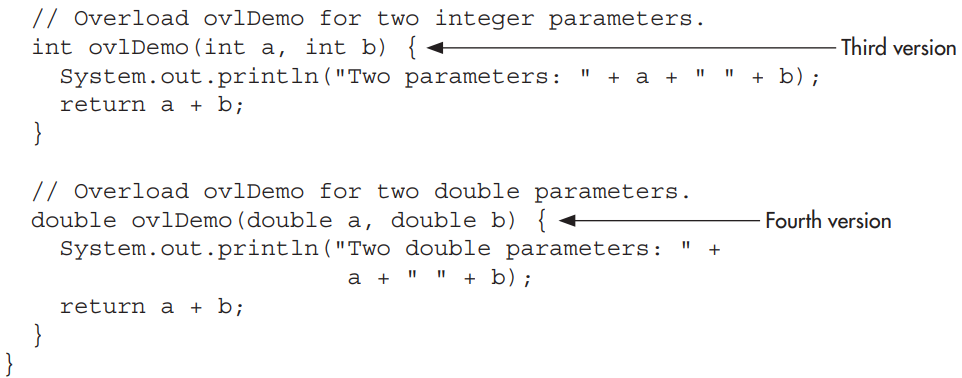 // Overload ovlDemo for two integer parameters.
int ovlDemo(int a, int b) { Third version
System.out.println("Two parameters: " + a + " " + b);
return a + b;
}
// Overload ovlDemo for two double parameters.
double ovlDemo(double a, double b) { Fourth version
System.out.println("Two double parameters: " +
a + " " + b);
return a + b;
}
}